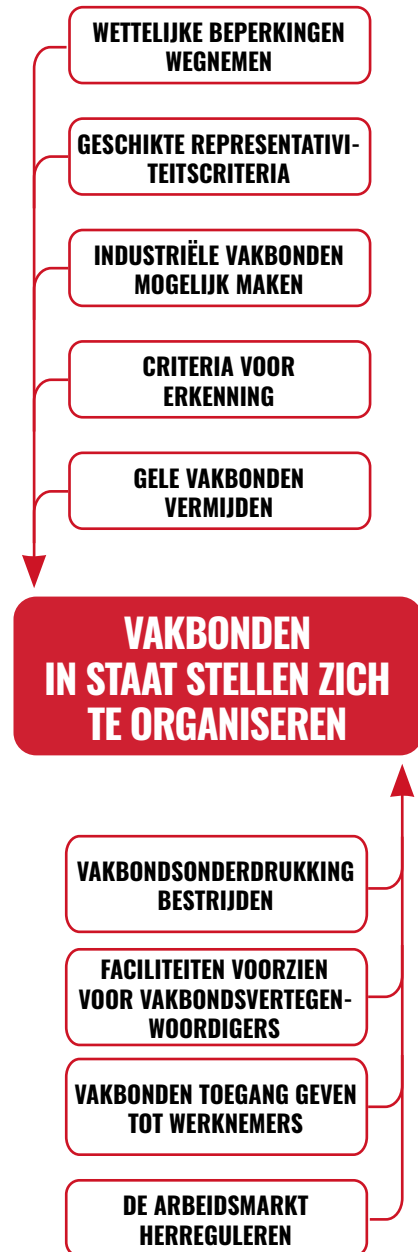 WETTELIJKE BEPERKINGEN
WEGNEMEN
GESCHIKTE REPRESENTATIVI-
TEITSCRITERIA
INDUSTRIËLE VAKBONDEN
MOGELIJK MAKEN
CRITERIA VOOR
ERKENNING
GELE VAKBONDEN
VERMIJDEN
VAKBONDEN
IN STAAT STELLEN ZICH
TE ORGANISEREN
VAKBONDSONDERDRUKKING
BESTRIJDEN
FACILITEITEN VOORZIEN
VOOR VAKBONDSVERTEGEN-
WOORDIGERS
VAKBONDEN TOEGANG GEVEN
TOT WERKNEMERS
DE ARBEIDSMARKT
HERREGULEREN